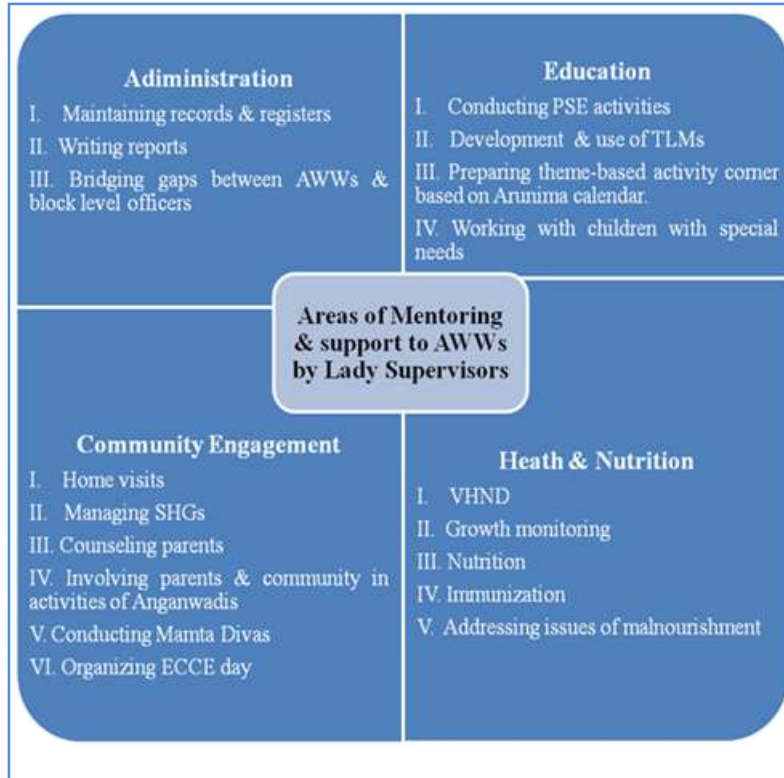 Adiministration
I. Maintaining records & registers
II. Writing reports
III. Bridging gaps between AWWs &
block level officers
Education
I. Conducting PSE activities
II. Development & use of TLMs
III. Preparing theme-based activity corner
based on Arunima calendar.
IV. Working with children with special
needs
Areas of Mentoring
& support to AWWs
by Lady Supervisors
Community Engagement
I. Home visits
II. Managing SHGs
III. Counseling parents
IV. Involving parents & community in
activities of Anganwadis
V. Conducting Mamta Divas
VI. Organizing ECCE day
Heath & Nutrition
I. VHND
II. Growth monitoring
III. Nutrition
IV. Immunization
V. Addressing issues of malnourishment